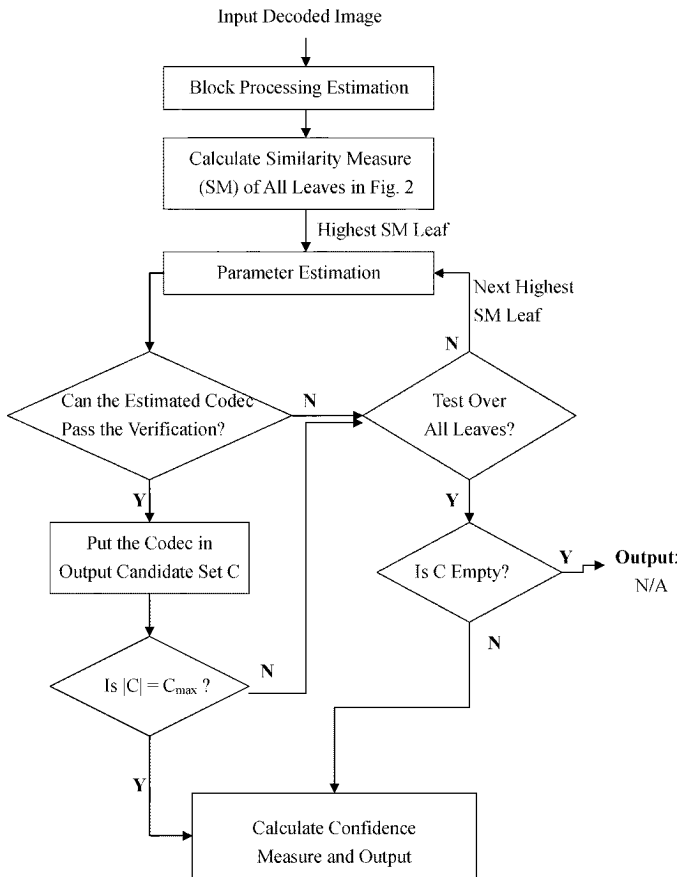 Input Decoded Image
Block Processing Estimation
Calculate Similarity Measure
(SM) of All Leaves in Fig. 2
Highest SM Leaf
Parameter Estimation
Next Highest
SM Leaf
N
Can the Estimated Codec
Pass the Verification?
N
Test Over
All Leaves?
Y
Y
Put the Codec in
Output Candidate Set C
Is C Empty?
Y
Output:
N/A
N
Is |C| = Cmax ?
N
Y
Calculate Confidence
Measure and Output